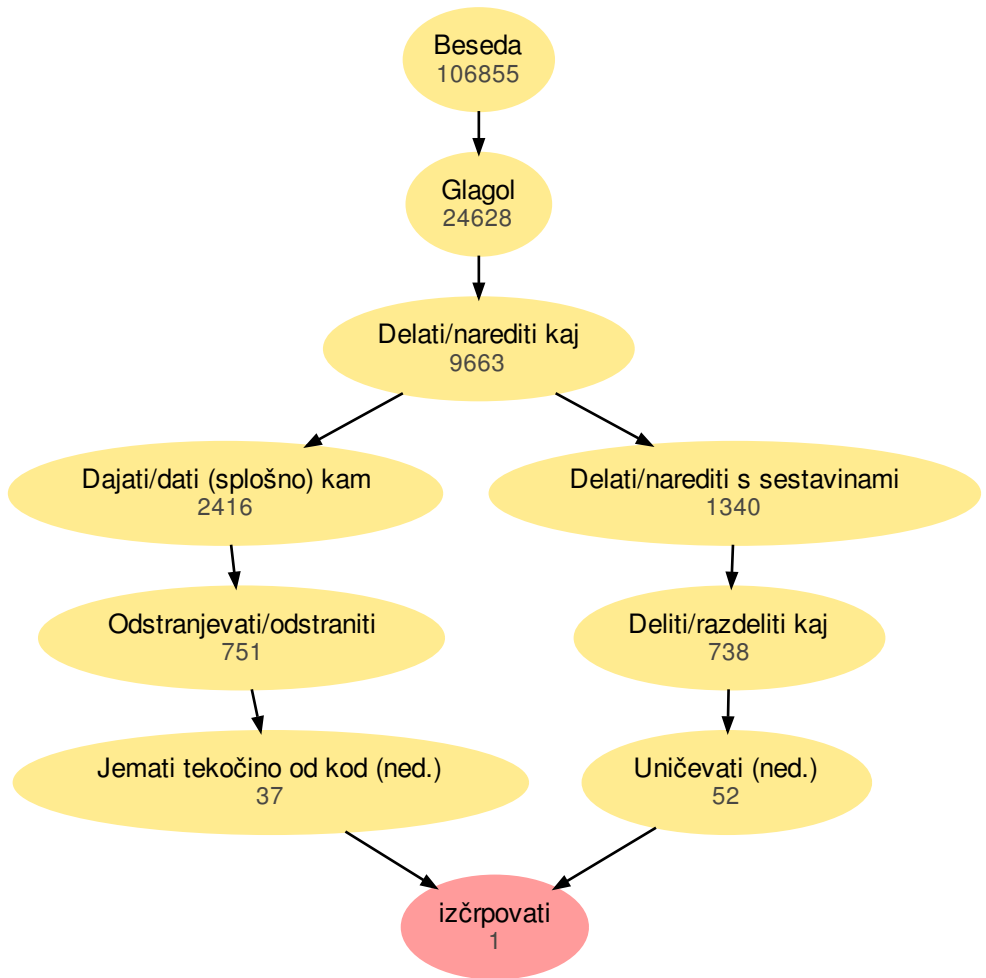 Beseda
106855
Glagol
24628
Delati/narediti kaj
9663
Dajati/dati (splošno) kam
2416
Delati/narediti s sestavinami
1340
Odstranjevati/odstraniti
751
Deliti/razdeliti kaj
738
Jemati tekočino od kod (ned.)
37
Uničevati (ned.)
52
izčrpovati
1